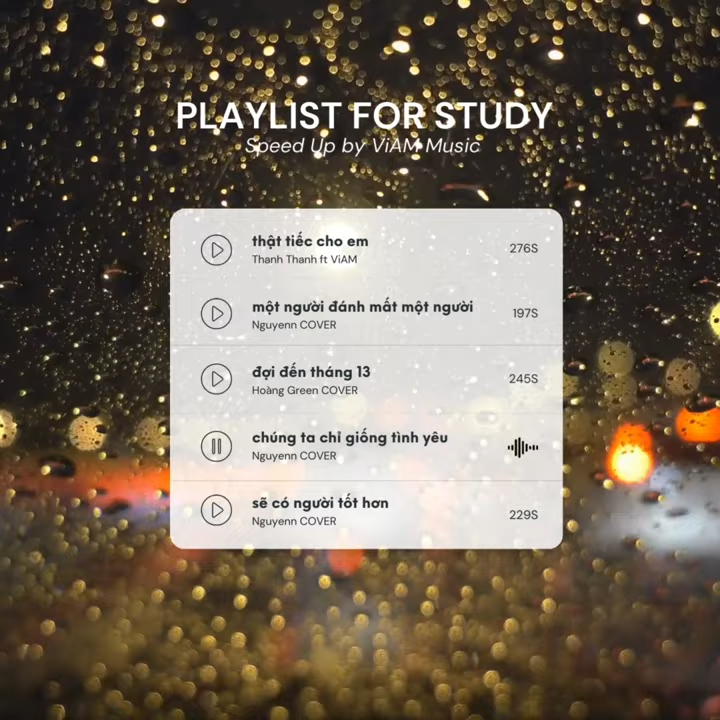 PLAYLIST FOR STUDY
Speed Up by ViAM Music
thật tiếc cho em
Thanh Thanh ft ViAM
276S
một người đánh mất một người
Nguyenn COVER
197S
đợi đến tháng 13
Hoàng Green COVER
245S
chúng ta chỉ giống tình yêu
Nguyenn COVER
sẽ có người tốt hơn
Nguyenn COVER
229S